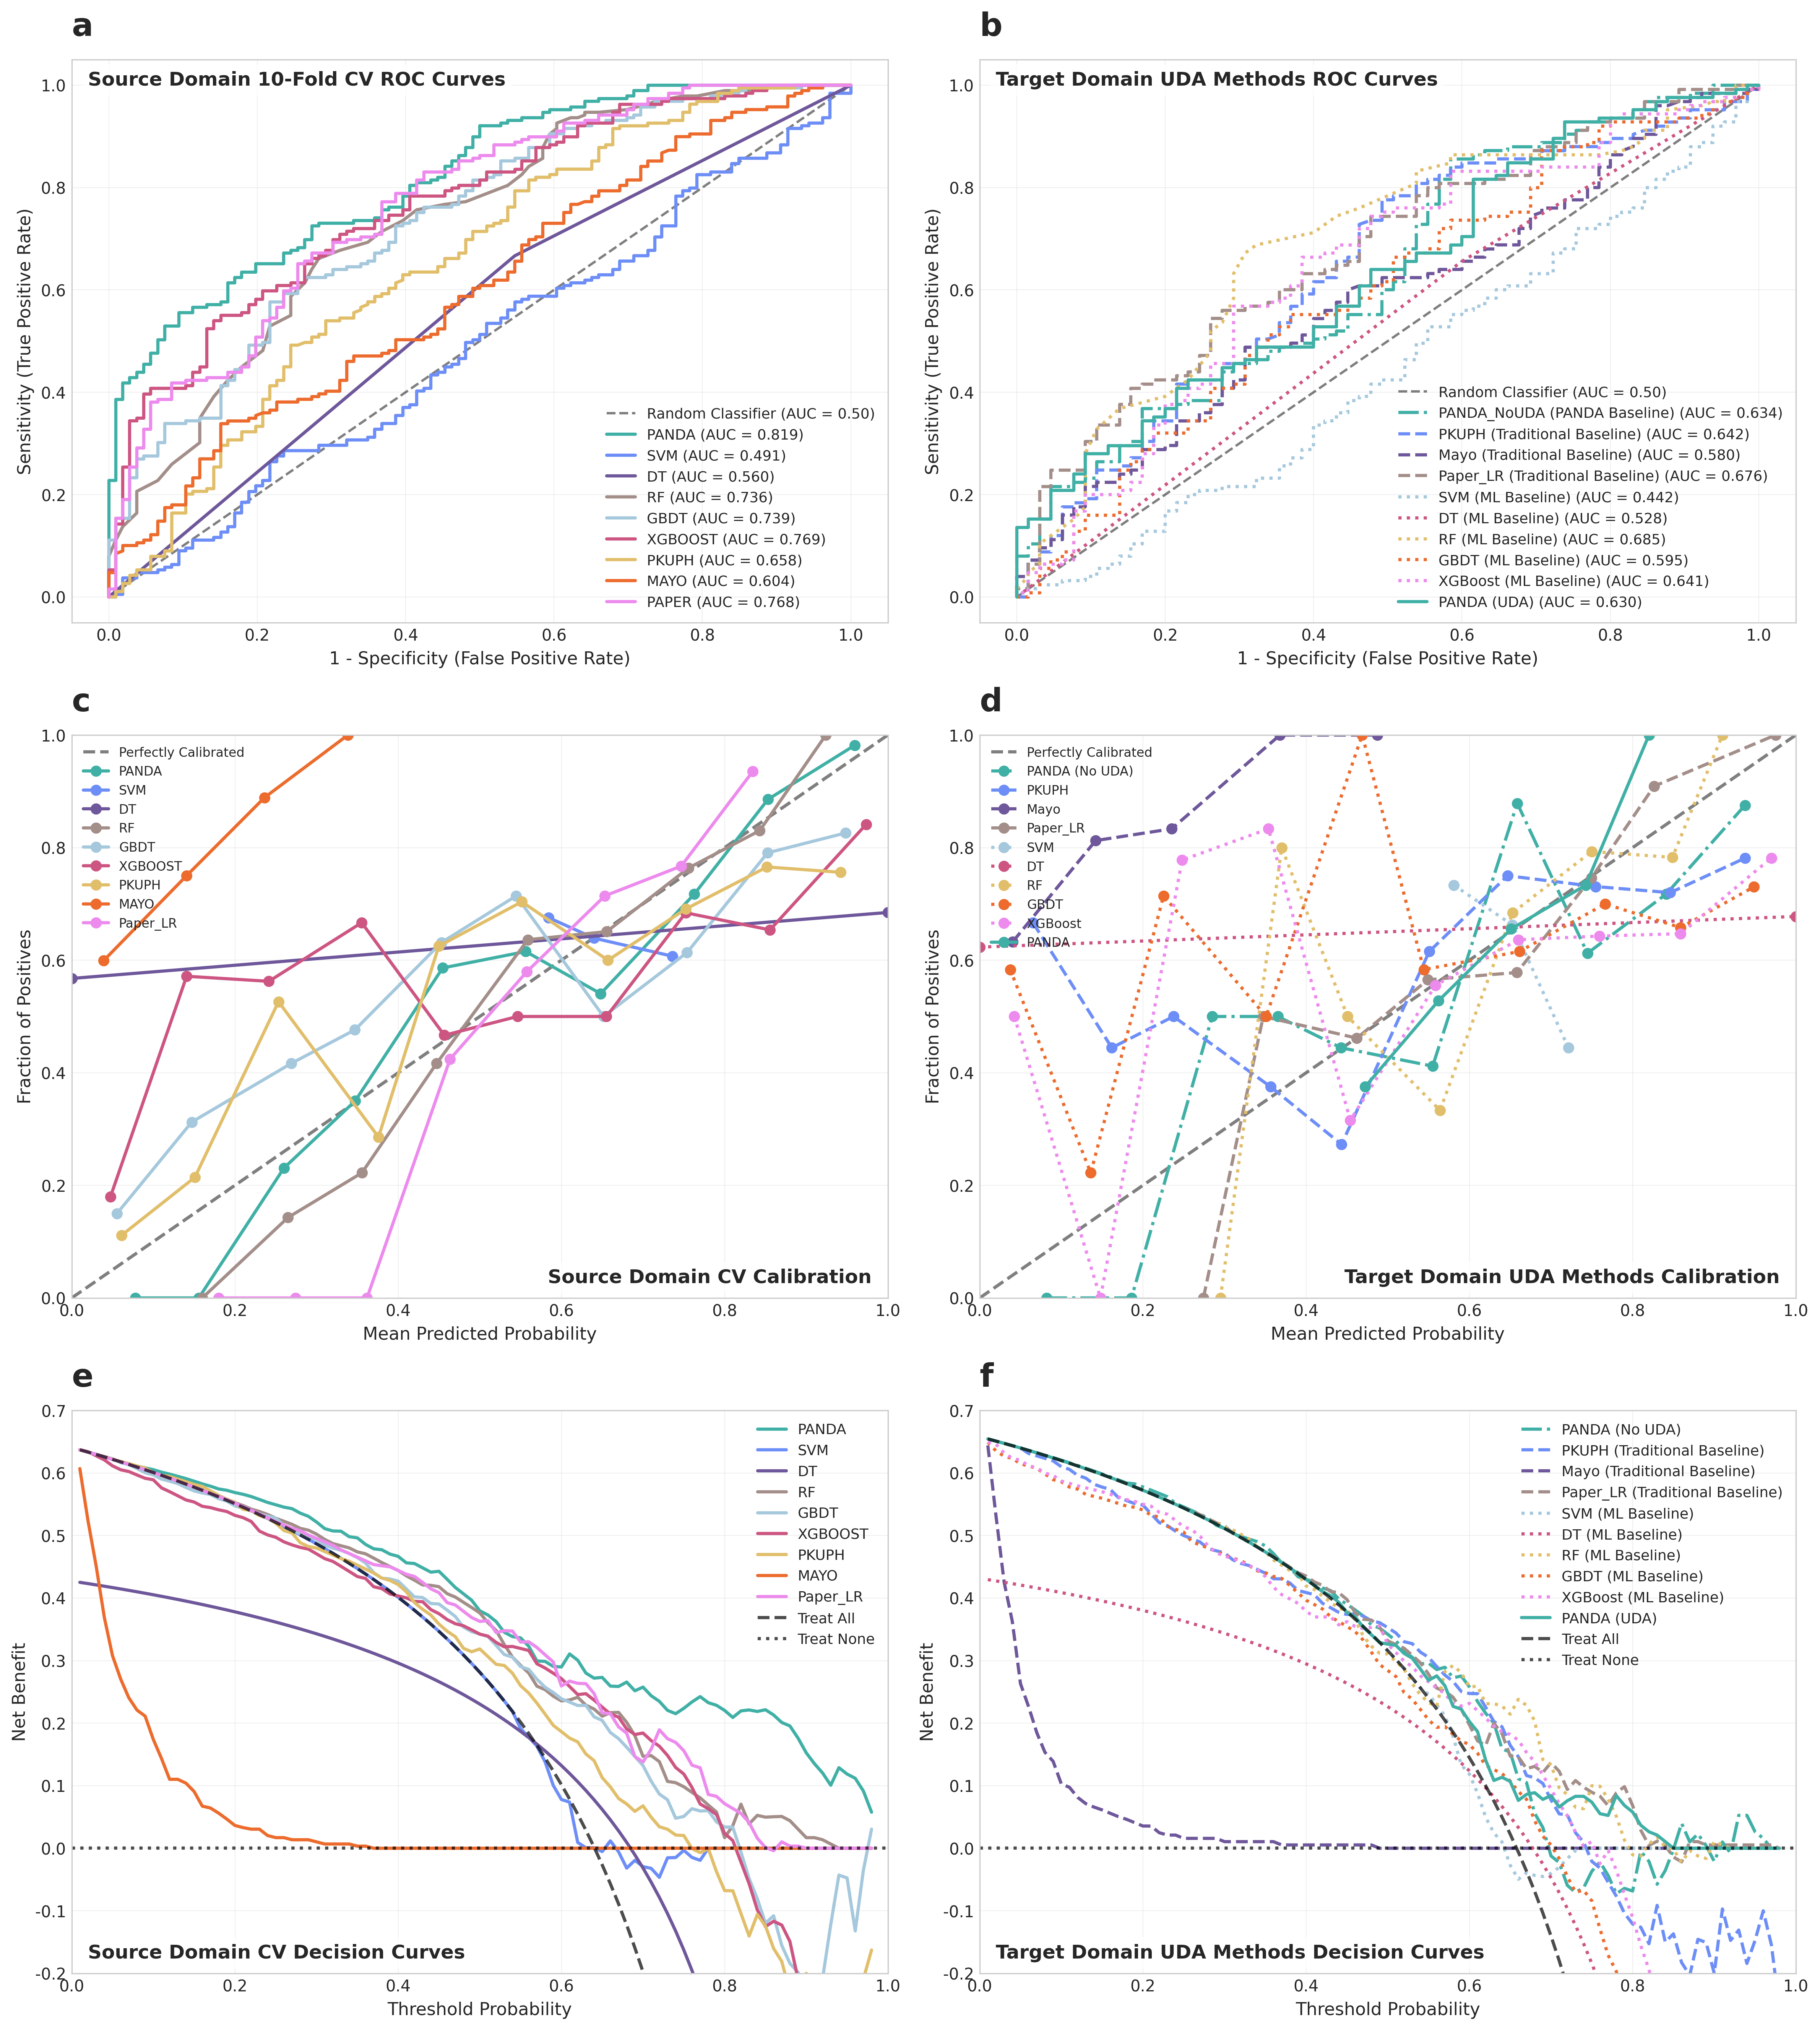 a
Source Domain 10-Fold CV ROC Curves
1.0
0.8
0.6
0.4
0.2
0.0
Sensitivity (True Positive Rate)
Random Classifier (AUC = 0.50)
PANDA (AUC = 0.819)
SVM (AUC = 0.491)
DT (AUC = 0.560)
RF (AUC = 0.736)
GBDT (AUC = 0.739)
XGBOOST (AUC = 0.769)
PKUPH (AUC = 0.658)
MAYO (AUC = 0.604)
PAPER (AUC = 0.768)
0.0 0.2 0.4 0.6 0.8 1.0
1 - Specificity (False Positive Rate)
b
Target Domain UDA Methods ROC Curves
1.0
0.8
0.6
0.4
0.2
0.0
Sensitivity (True Positive Rate)
Random Classifier (AUC = 0.50)
PANDA_NoUDA (PANDA Baseline) (AUC = 0.634)
PKUPH (Traditional Baseline) (AUC = 0.642)
Mayo (Traditional Baseline) (AUC = 0.580)
Paper_LR (Traditional Baseline) (AUC = 0.676)
SVM (ML Baseline) (AUC = 0.442)
DT (ML Baseline) (AUC = 0.528)
RF (ML Baseline) (AUC = 0.685)
GBDT (ML Baseline) (AUC = 0.595)
XGBoost (ML Baseline) (AUC = 0.641)
PANDA (UDA) (AUC = 0.630)
0.0 0.2 0.4 0.6 0.8 1.0
1 - Specificity (False Positive Rate)
c
1.0
0.8
0.6
0.4
0.2
0.0
Fraction of Positives
Perfectly Calibrated
PANDA
SVM
DT
RF
GBDT
XGBOOST
PKUPH
MAYO
Paper_LR
Source Domain CV Calibration
0.0 0.2 0.4 0.6 0.8 1.0
Mean Predicted Probability
d
1.0
0.8
0.6
0.4
0.2
0.0
Fraction of Positives
Perfectly Calibrated
PANDA (No UDA)
PKUPH
Mayo
Paper_LR
SVM
DT
RF
GBDT
XGBoost
PANDA
Target Domain UDA Methods Calibration
0.0 0.2 0.4 0.6 0.8 1.0
Mean Predicted Probability
e
0.7
0.6
0.5
0.4
0.3
0.2
0.1
0.0
-0.1
-0.2
Net Benefit
PANDA
SVM
DT
RF
GBDT
XGBOOST
PKUPH
MAYO
Paper_LR
Treat All
Treat None
Source Domain CV Decision Curves
0.0 0.2 0.4 0.6 0.8 1.0
Threshold Probability
f
0.7
0.6
0.5
0.4
0.3
0.2
0.1
0.0
-0.1
-0.2
Net Benefit
PANDA (No UDA)
PKUPH (Traditional Baseline)
Mayo (Traditional Baseline)
Paper_LR (Traditional Baseline)
SVM (ML Baseline)
DT (ML Baseline)
RF (ML Baseline)
GBDT (ML Baseline)
XGBoost (ML Baseline)
PANDA (UDA)
Treat All
Treat None
Target Domain UDA Methods Decision Curves
0.0 0.2 0.4 0.6 0.8 1.0
Threshold Probability